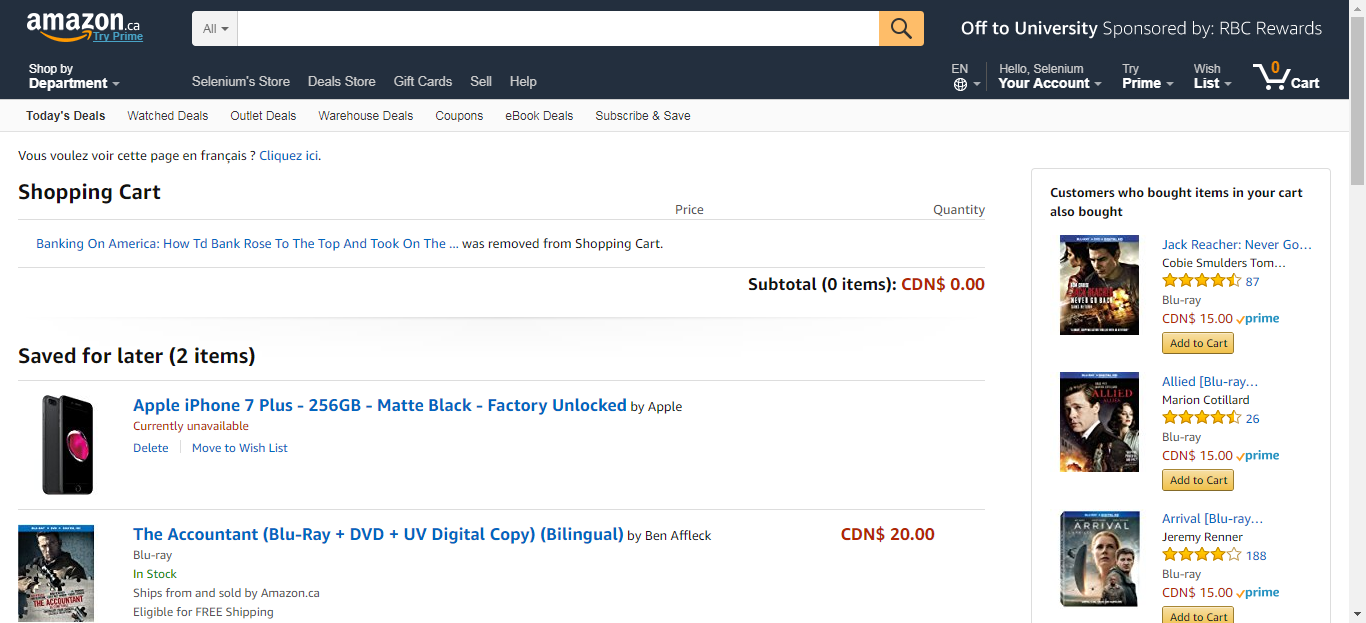 amazon.ca
Try Prime
All
Off to University Sponsored by: RBC Rewards
Shop by
Department
Selenium's Store
Deals Store
Gift Cards
Sell
Help
EN
Hello, Selenium
Your Account
Try
Prime
Wish
List
0
Cart
Today's Deals
Watched Deals
Outlet Deals
Warehouse Deals
Coupons
eBook Deals
Subscribe & Save
Vous voulez voir cette page en français ? Cliquez ici.
Shopping Cart
Price
Quantity
Banking On America: How Td Bank Rose To The Top And Took On The ... was removed from Shopping Cart.
Subtotal (0 items): CDN$ 0.00
Saved for later (2 items)
Apple iPhone 7 Plus - 256GB - Matte Black - Factory Unlocked by Apple
Currently unavailable
Delete
Move to Wish List
THE ACCOUNTANT
The Accountant (Blu-Ray + DVD + UV Digital Copy) (Bilingual) by Ben Affleck
CDN$ 20.00
Blu-ray
In Stock
Ships from and sold by Amazon.ca
Eligible for FREE Shipping
Customers who bought items in your cart
also bought
JACK REACHER
NEVER GO BACK
Jack Reacher: Never Go...
Cobie Smulders Tom...
87
Blu-ray
CDN$ 15.00 prime
Add to Cart
ALLIED
Allied [Blu-ray...
Marion Cotillard
26
Blu-ray
CDN$ 15.00 prime
Add to Cart
ARRIVAL
Arrival [Blu-ray...
Jeremy Renner
188
Blu-ray
CDN$ 15.00 prime
Add to Cart